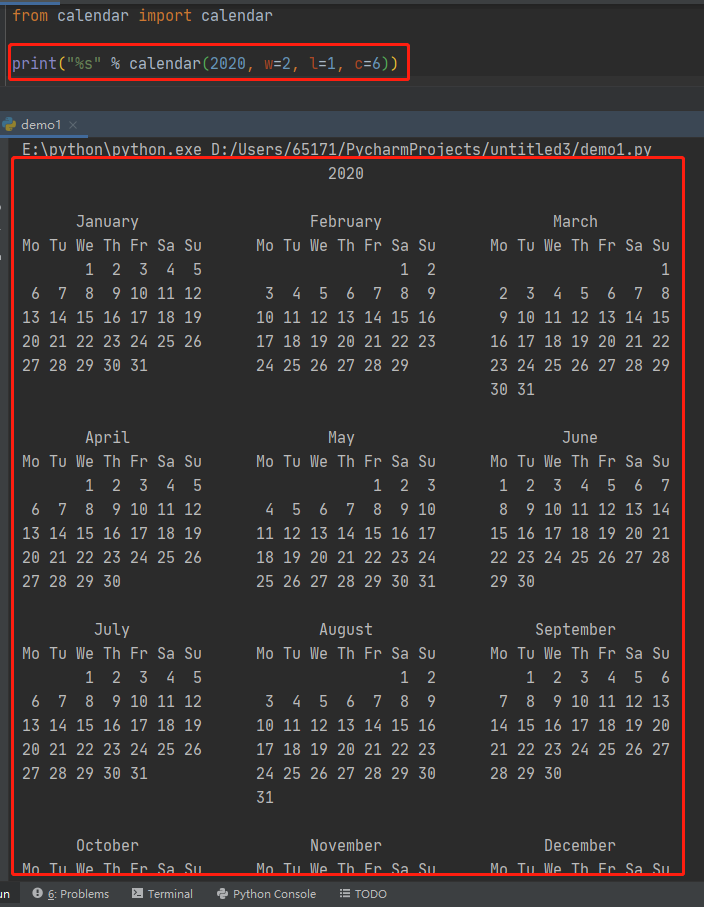 from calendar import calendar
print("%s" % calendar(2020, w=2, l=1, c=6))
demo1 ×
E:\python\python.exe D:/Users/65171/PycharmProjects/untitled3/demo1.py
2020
January February March
Mo Tu We Th Fr Sa Su Mo Tu We Th Fr Sa Su Mo Tu We Th Fr Sa Su
1 2 3 4 5 1 2 1
6 7 8 9 10 11 12 3 4 5 6 7 8 9 2 3 4 5 6 7 8
13 14 15 16 17 18 19 10 11 12 13 14 15 16 9 10 11 12 13 14 15
20 21 22 23 24 25 26 17 18 19 20 21 22 23 16 17 18 19 20 21 22
27 28 29 30 31 24 25 26 27 28 29 23 24 25 26 27 28 29
30 31
April May June
Mo Tu We Th Fr Sa Su Mo Tu We Th Fr Sa Su Mo Tu We Th Fr Sa Su
1 2 3 4 5 1 2 3 1 2 3 4 5 6 7
6 7 8 9 10 11 12 4 5 6 7 8 9 10 8 9 10 11 12 13 14
13 14 15 16 17 18 19 11 12 13 14 15 16 17 15 16 17 18 19 20 21
20 21 22 23 24 25 26 18 19 20 21 22 23 24 22 23 24 25 26 27 28
27 28 29 30 25 26 27 28 29 30 31 29 30
July August September
Mo Tu We Th Fr Sa Su Mo Tu We Th Fr Sa Su Mo Tu We Th Fr Sa Su
1 2 3 4 5 1 2 1 2 3 4 5 6
6 7 8 9 10 11 12 3 4 5 6 7 8 9 7 8 9 10 11 12 13
13 14 15 16 17 18 19 10 11 12 13 14 15 16 14 15 16 17 18 19 20
20 21 22 23 24 25 26 17 18 19 20 21 22 23 21 22 23 24 25 26 27
27 28 29 30 31 24 25 26 27 28 29 30 28 29 30
31
October November December
Mo Tu We Th Fr Sa Su Mo Tu We Th Fr Sa Su Mo Tu We Th Fr Sa Su
un 6: Problems Terminal Python Console TODO